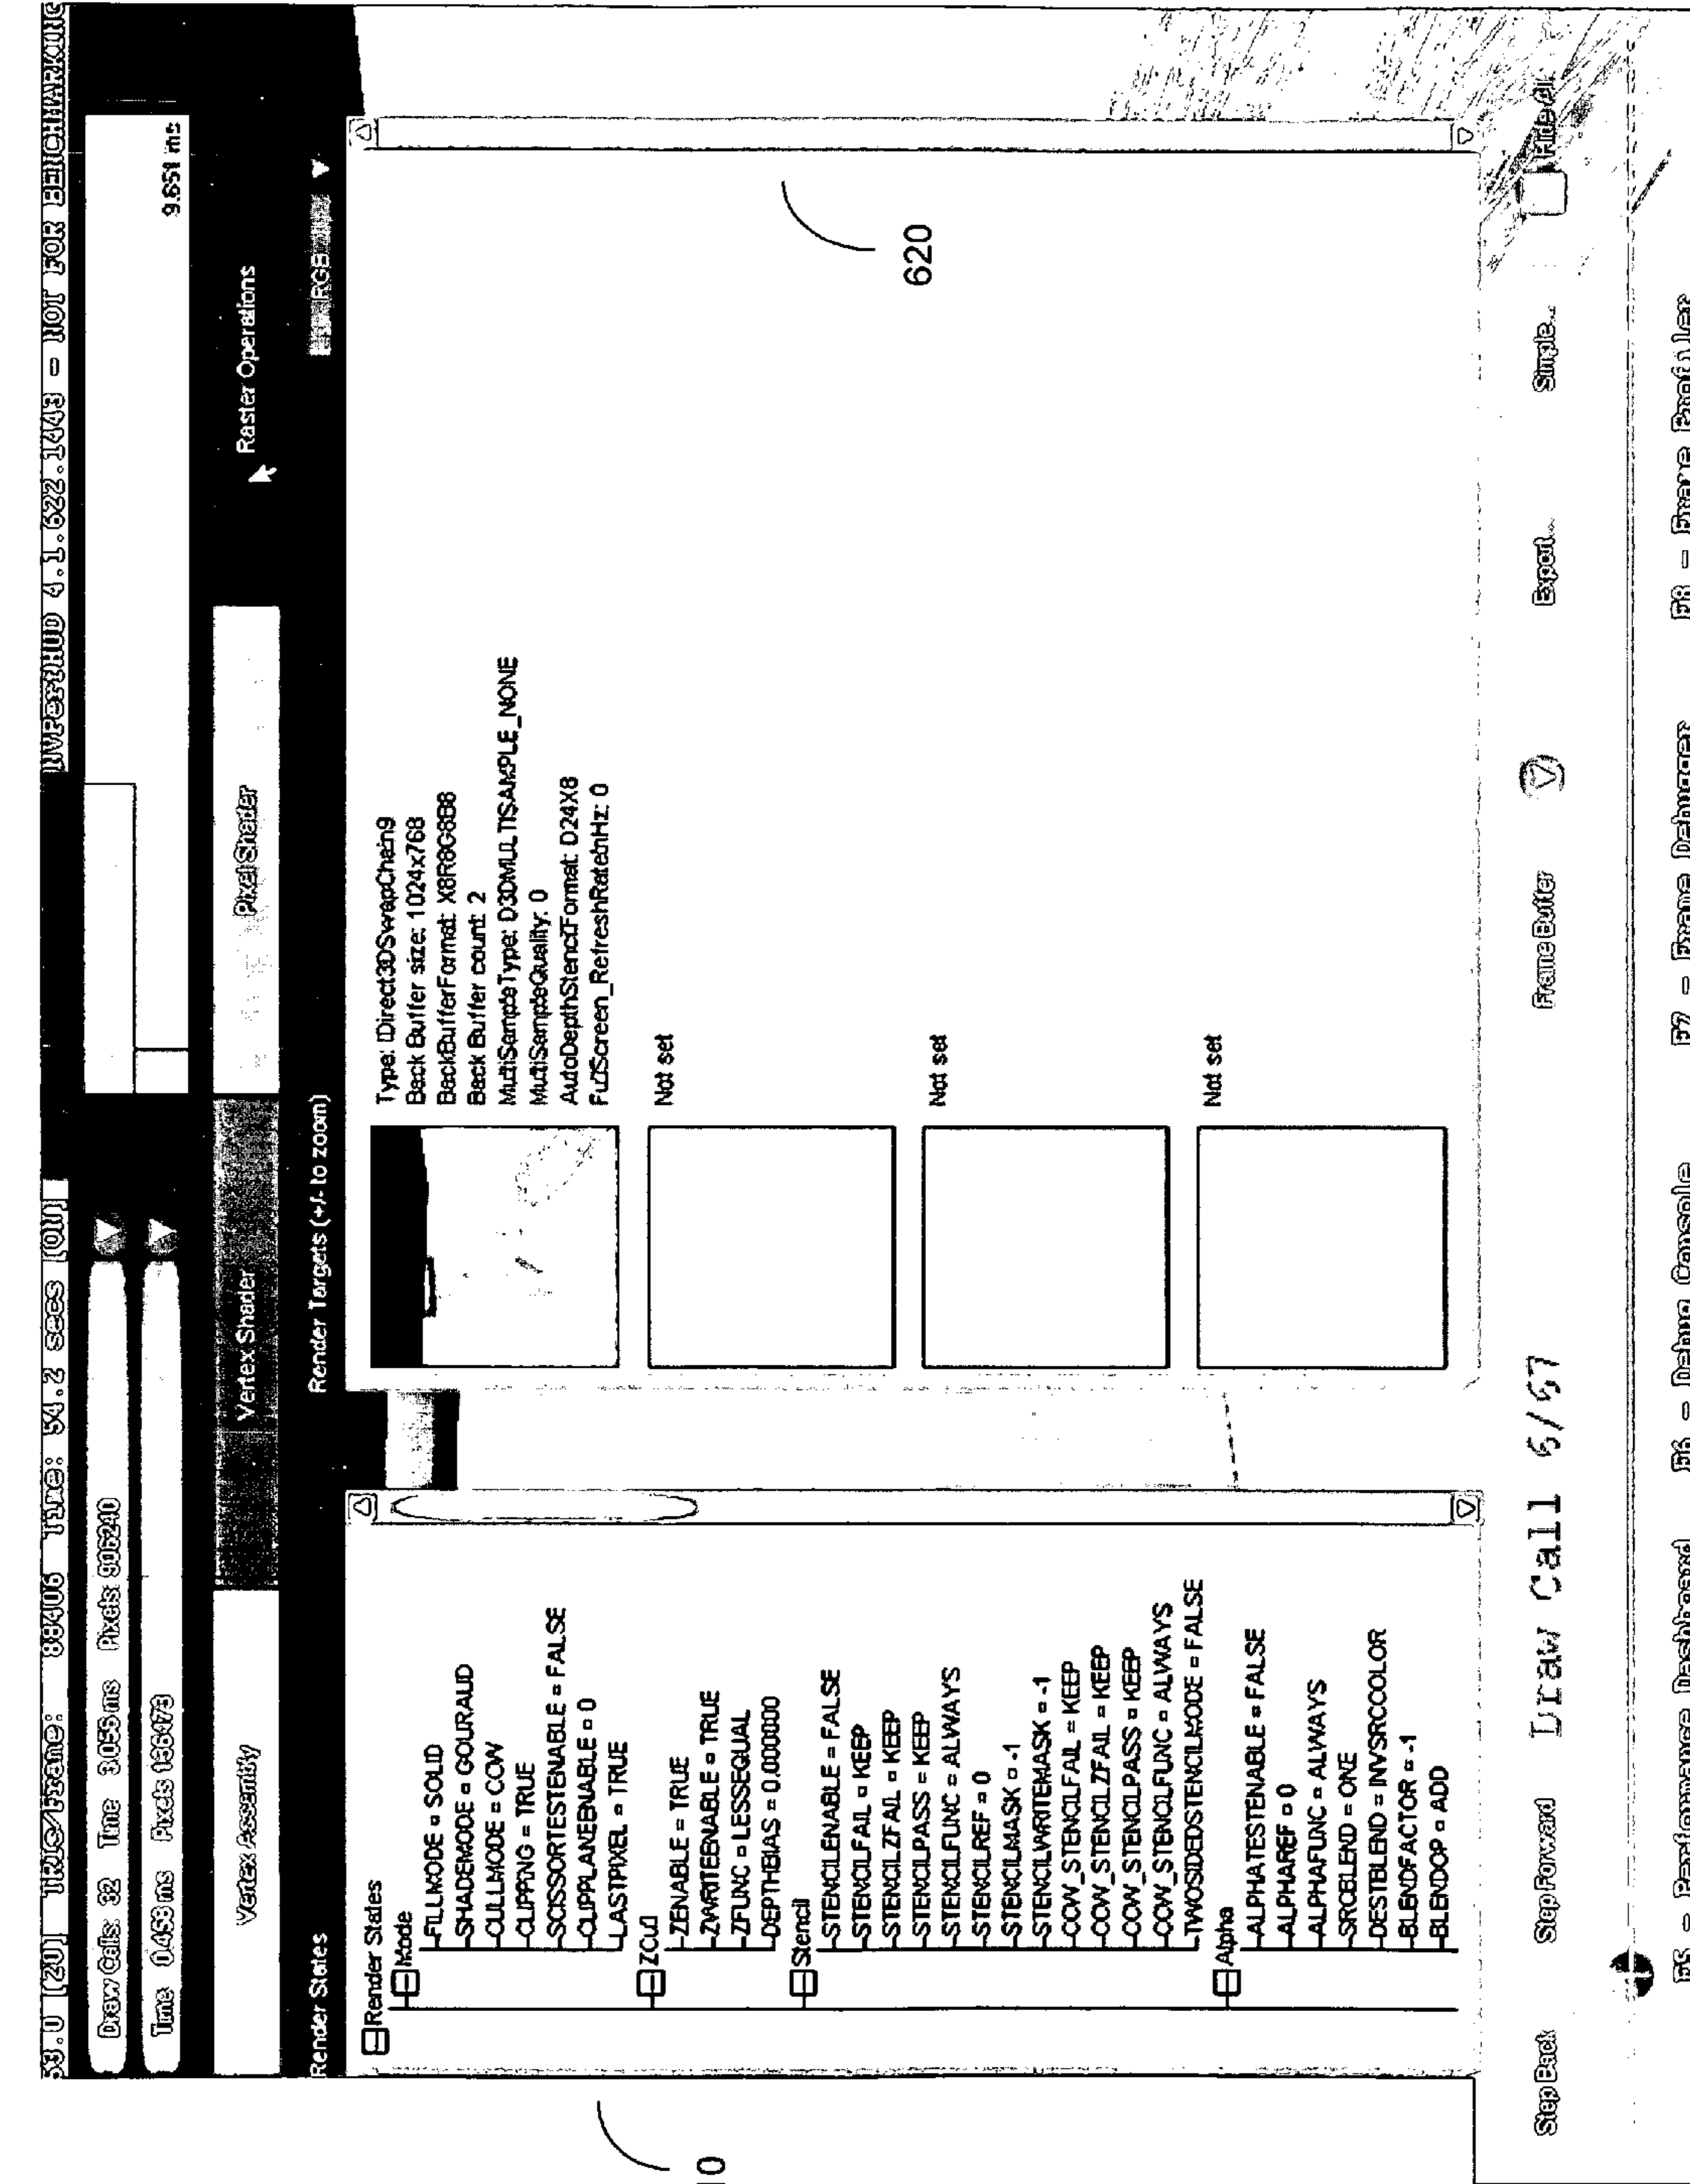 53.0 [2U] TRIS/Frame: 88406 Time: 54.2 secs [OU] NVPerfHUD 4.1.622.1443 - NOT FOR BENCHMARKING
Draw Calls: 32 Time 3.055 ms Pixels: 906240
Time 0.458 ms Pixels 136473
9.651 ms
Vertex Assembly
Vertex Shader
Pixel Shader
Raster Operations
Render States
Render Targets (+/- to zoom)
RGB
Render States
Mode
FILLMODE = SOLID
SHADEMODE = GOURAUD
CULLMODE = CCW
CLIPPING = TRUE
SCISSORTESTENABLE = FALSE
CLIPPLANEENABLE = 0
LASTPIXEL = TRUE
ZCull
ZENABLE = TRUE
ZWRITEENABLE = TRUE
ZFUNC = LESSEQUAL
DEPTHBIAS = 0.000000
Stencil
STENCILENABLE = FALSE
STENCILFAIL = KEEP
STENCILZFAIL = KEEP
STENCILPASS = KEEP
STENCILFUNC = ALWAYS
STENCILREF = 0
STENCILMASK = -1
STENCILWRITEMASK = -1
CCW_STENCILFAIL = KEEP
CCW_STENCILZFAIL = KEEP
CCW_STENCILPASS = KEEP
CCW_STENCILFUNC = ALWAYS
TWOSIDEDSTENCILMODE = FALSE
Alpha
ALPHATESTENABLE = FALSE
ALPHAREF = 0
ALPHAFUNC = ALWAYS
SRCBLEND = ONE
DESTBLEND = INVSRCCOLOR
BLENDFACTOR = -1
BLENDOP = ADD
Type: IDirect3DSwapChain9
Back Buffer size: 1024x768
BackBufferFormat: X8R8G8B8
Back Buffer count: 2
MultiSampleType: D3DMULTISAMPLE_NONE
MultiSampleQuality: 0
AutoDepthStencilFormat: D24X8
FullScreen_RefreshRateInHz: 0
Not set
Not set
Not set
620
10
Step Back
Step Forward
Draw Call 6/67
Frame Buffer
Export...
Simple...
Hide All
F5 - Performance Dashboard F6 - Debug Console F7 - Frame Debugger F8 - Frame Profiler